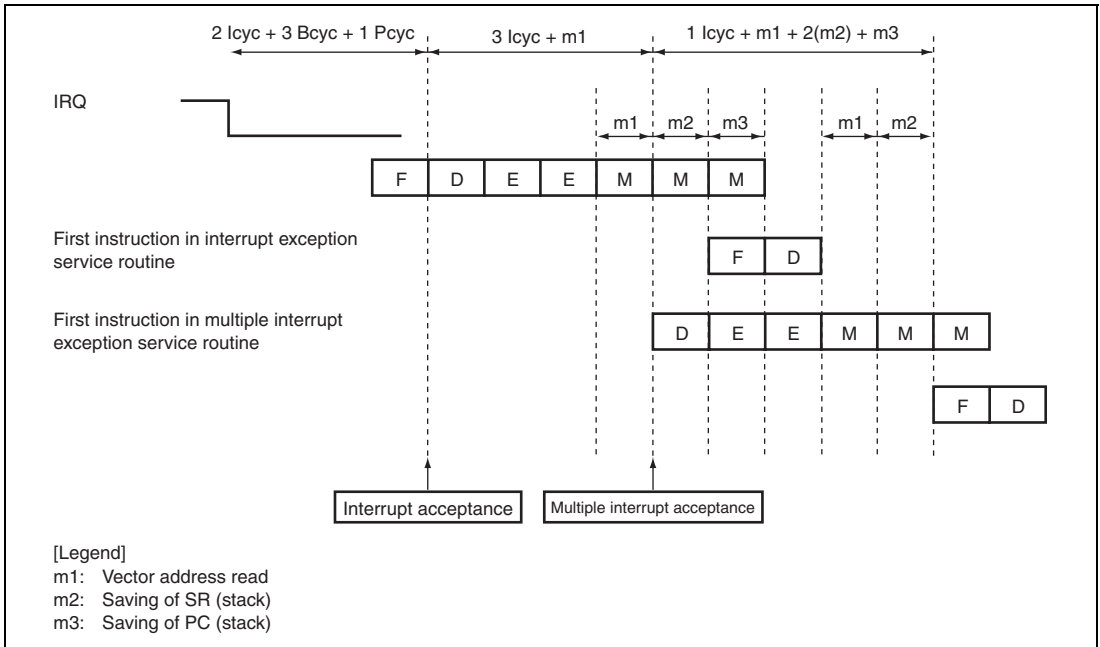 2 Icyc + 3 Bcyc + 1 Pcyc 3 Icyc + m1 1 Icyc + m1 + 2(m2) + m3
IRQ
m1 m2 m3 m1 m2
F D E E M M M
First instruction in interrupt exception
service routine
F D
First instruction in multiple interrupt
exception service routine
D E E M M M
F D
Interrupt acceptance Multiple interrupt acceptance
[Legend]
m1: Vector address read
m2: Saving of SR (stack)
m3: Saving of PC (stack)